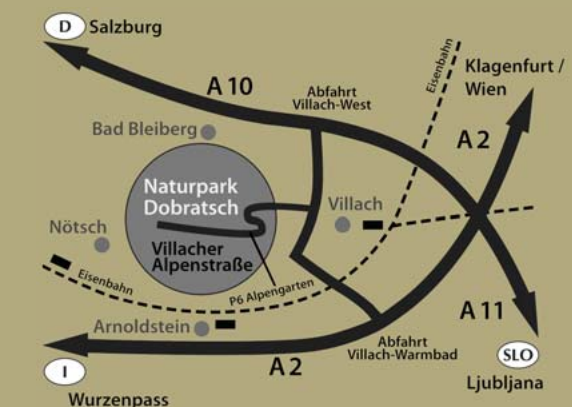 D Salzburg
A 10
Abfahrt
Villach-West
Eisenbahn
Klagenfurt /
Wien
A 2
Bad Bleiberg
Naturpark
Dobratsch
Villach
Nötsch
Villacher
Alpenstraße
Eisenbahn
P6 Alpengarten
Arnoldstein
A 11
Abfahrt
Villach-Warmbad
A 2
SLO
Ljubljana
I
Wurzenpass